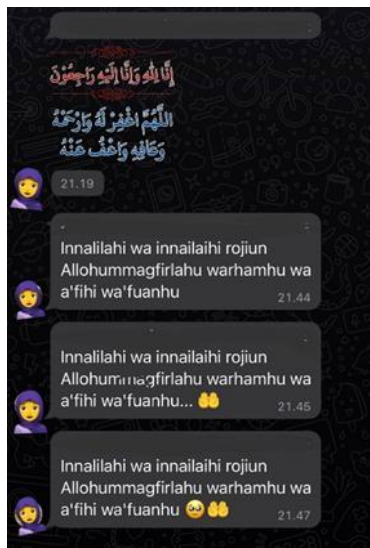 إِنَّا لِلَّٰهِ وَإِنَّا إِلَيْهِ رَاجِعُوْنَ
اَللّٰهُمَّ اغْفِرْ لَهُ وَارْحَمْهُ
وَعَافِهِ وَاعْفُ عَنْهُ
21.19
Innalilahi wa innailaihi rojiun
Allohummagfirlahu warhamhu wa
a'fihi wa'fuanhu
21.44
Innalilahi wa innailaihi rojiun
Allohummagfirlahu warhamhu wa
a'fihi wa'fuanhu... 🤲
21.45
Innalilahi wa innailaihi rojiun
Allohummagfirlahu warhamhu wa
a'fihi wa'fuanhu 🥹🤲
21.47